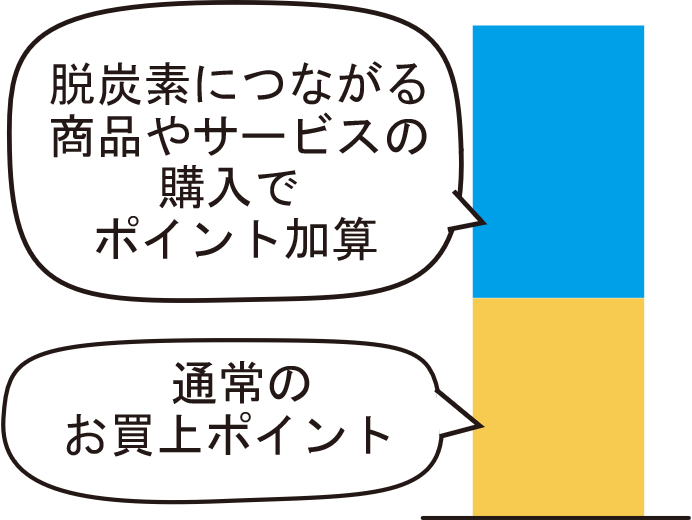 脱炭素につながる
商品やサービスの
購入で
ポイント加算
通常の
お買上ポイント